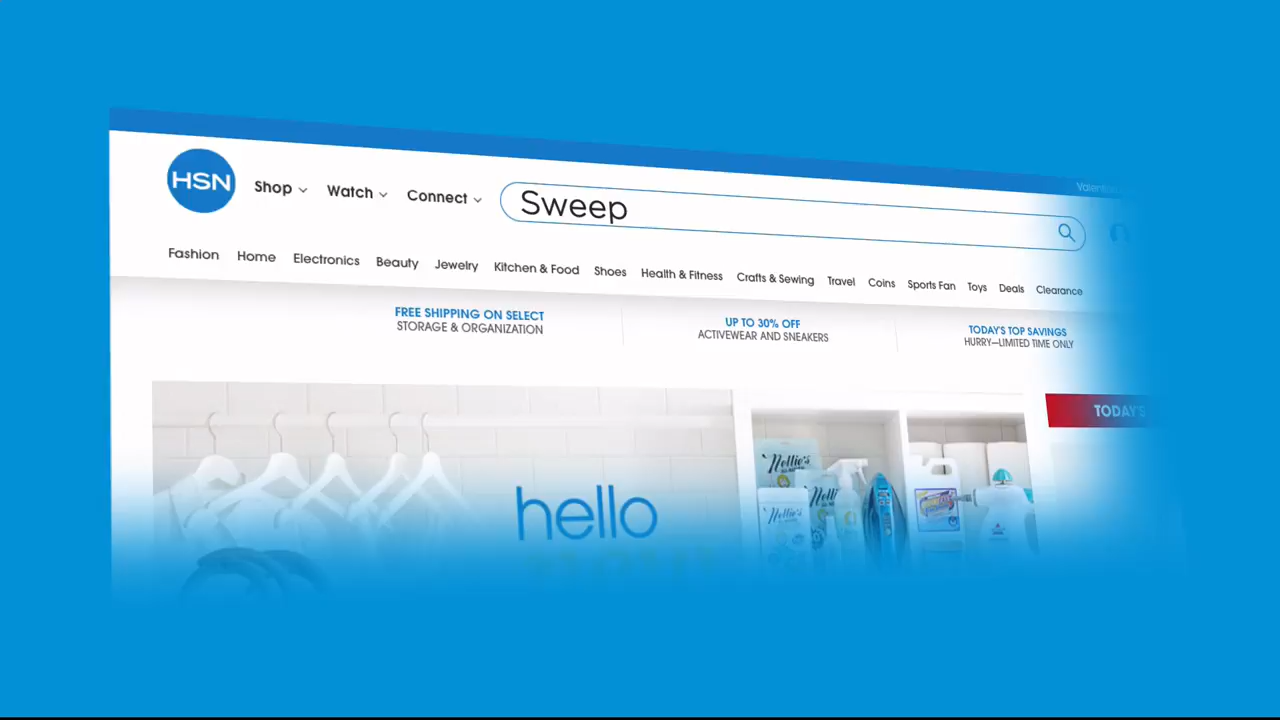 HSN
Shop
Watch
Connect
Sweep
Fashion
Home
Electronics
Beauty
Jewelry
Kitchen & Food
Shoes
Health & Fitness
Crafts & Sewing
Travel
Coins
Sports Fan
Toys
Deals
Clearance
FREE SHIPPING ON SELECT
STORAGE & ORGANIZATION
UP TO 30% OFF
ACTIVEWEAR AND SNEAKERS
TODAY'S TOP SAVINGS
HURRY—LIMITED TIME ONLY
TODAY'S
Nellie's
Nellie's
hello